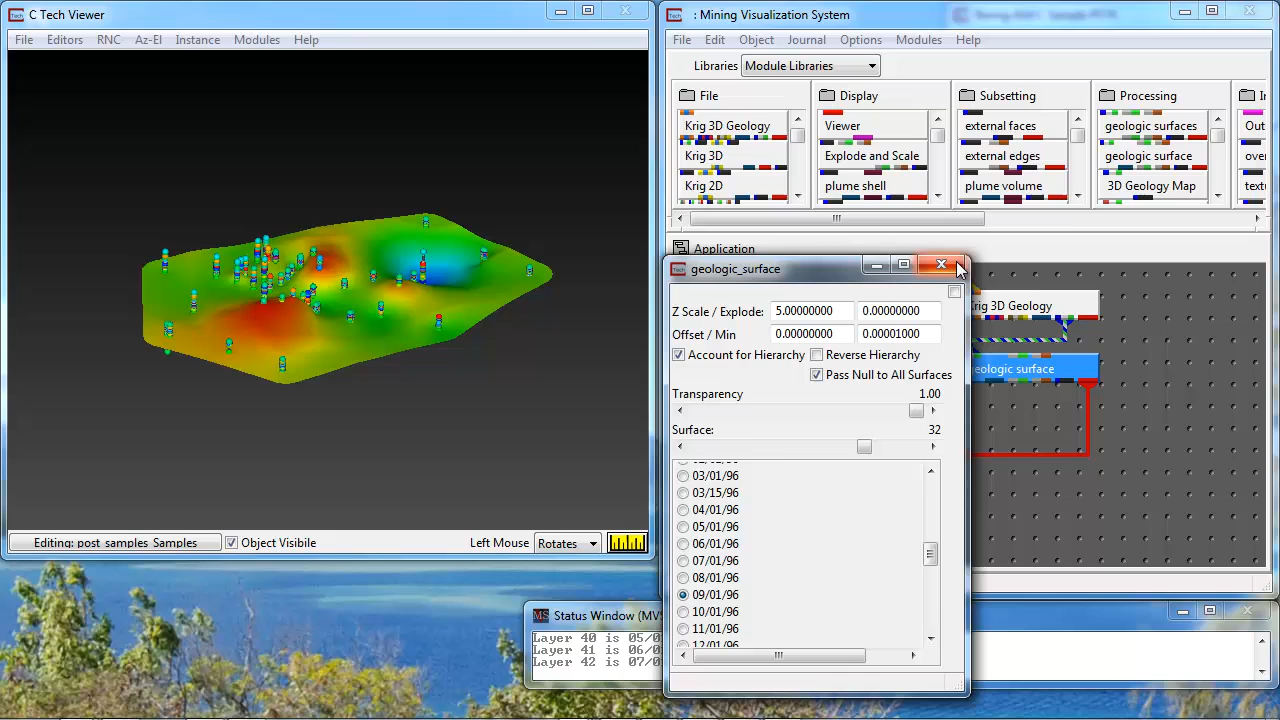 C Tech Viewer
File Editors RNC Az-El Instance Modules Help
Editing: post_samples_Samples
Object Visibile
Left Mouse
Rotates
: Mining Visualization System
File Edit Object Journal Options Modules Help
Libraries Module Libraries
File
Krig 3D Geology
Krig 3D
Krig 2D
Display
Viewer
Explode and Scale
plume shell
Subsetting
external faces
external edges
plume volume
Processing
geologic surfaces
geologic surface
3D Geology Map
Application
Krig 3D Geology
geologic surface
geologic_surface
Z Scale / Explode: 5.00000000 0.00000000
Offset / Min 0.00000000 0.00001000
Account for Hierarchy Reverse Hierarchy
Pass Null to All Surfaces
Transparency 1.00
Surface: 32
03/01/96
03/15/96
04/01/96
05/01/96
06/01/96
07/01/96
08/01/96
09/01/96
10/01/96
11/01/96
12/01/96
Status Window (MVS
Layer 40 is 05/0
Layer 41 is 06/0
Layer 42 is 07/0